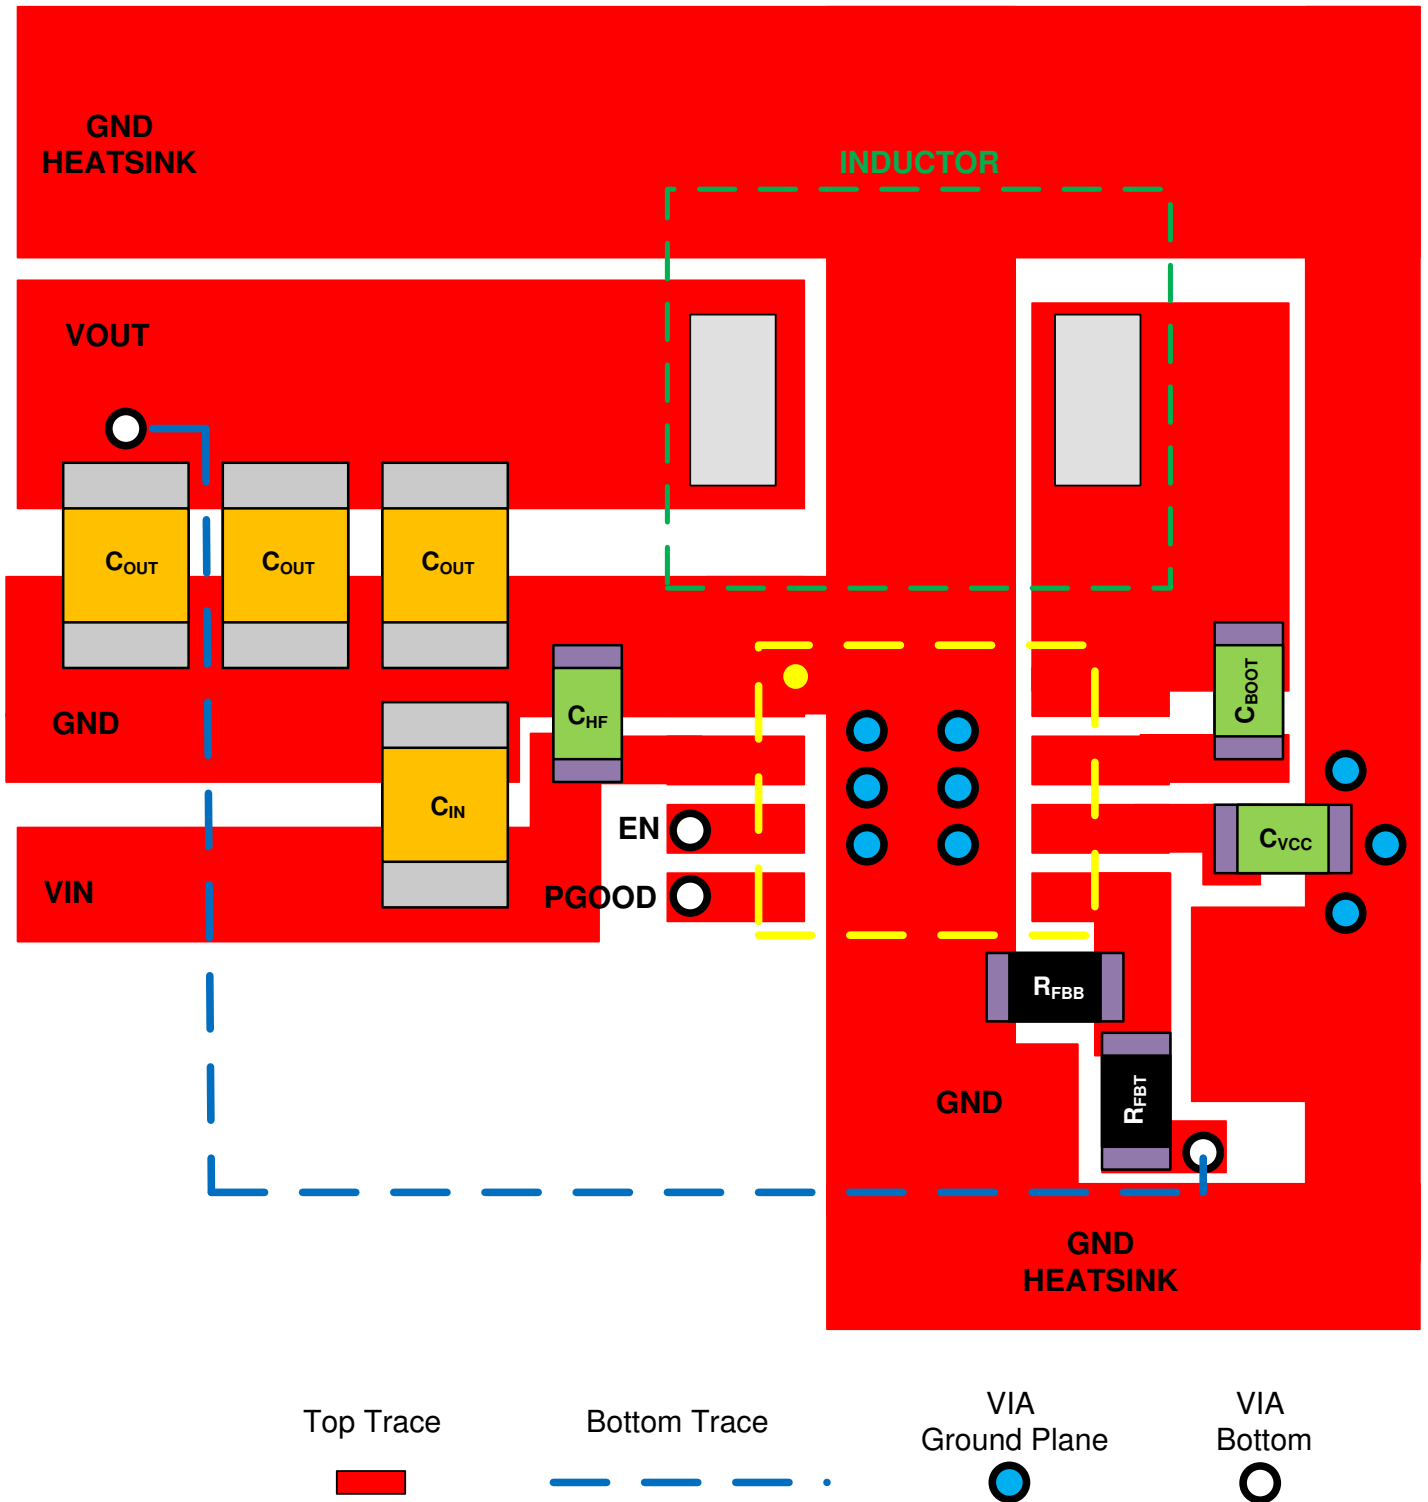 GND
HEATSINK
INDUCTOR
VOUT
COUT
COUT
COUT
CBOOT
CHF
GND
CIN
EN
CVCC
VIN
PGOOD
RFBB
RFBT
GND
GND
HEATSINK
Top Trace
Bottom Trace
VIA
Ground Plane
VIA
Bottom